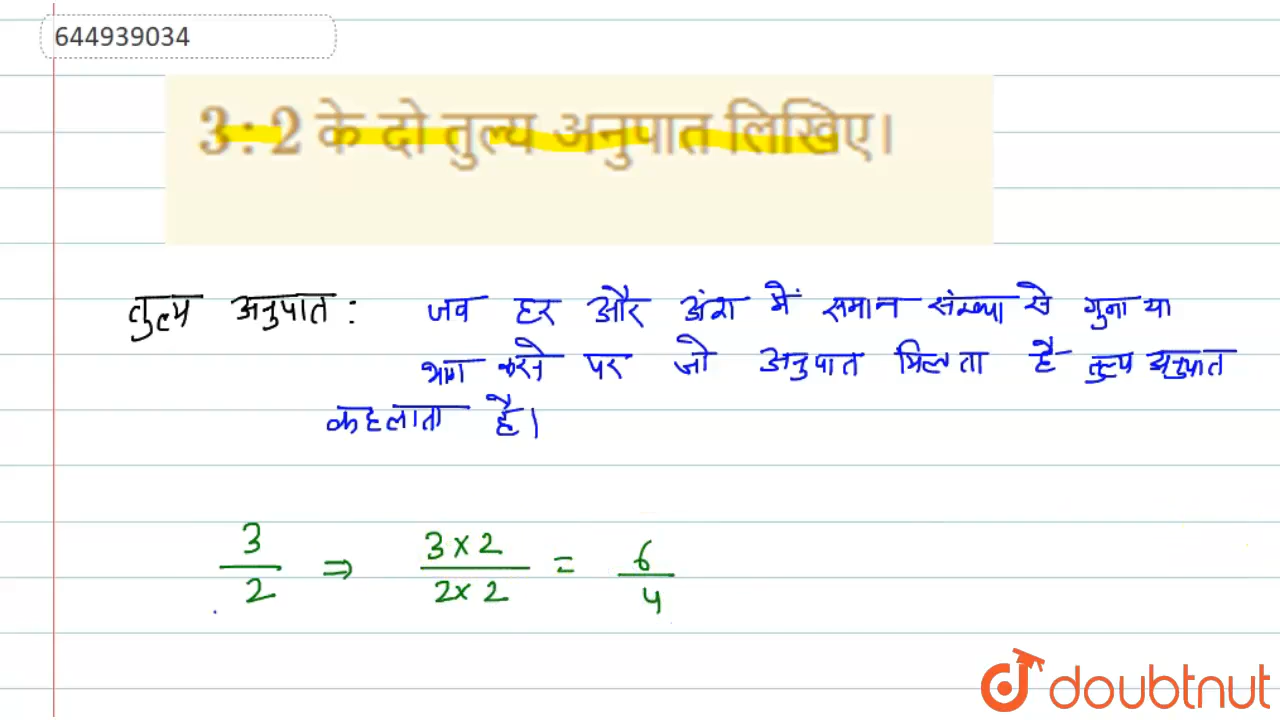 644939034
3 : 2 के दो तुल्य अनुपात लिखिए।
तुल्य अनुपात : जब हर और अंश में समान संख्या से गुना या
भाग करने पर जो अनुपात मिलता है तुल्य अनुपात
कहलाता है।
3/2 ⇒ 3×2/2×2 = 6/4
doubtnut